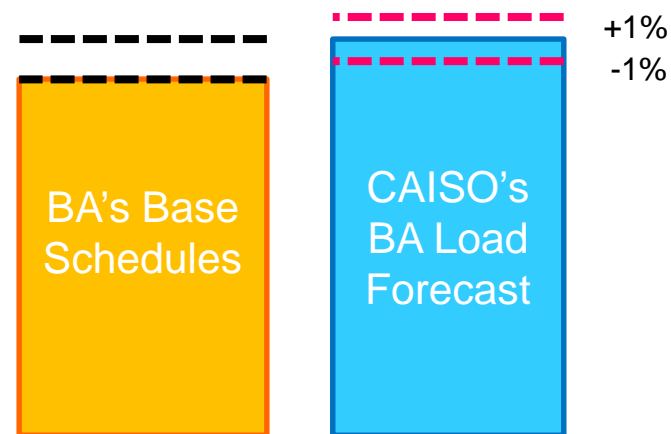 +1%
-1%
BA's Base
Schedules
CAISO's
BA Load
Forecast